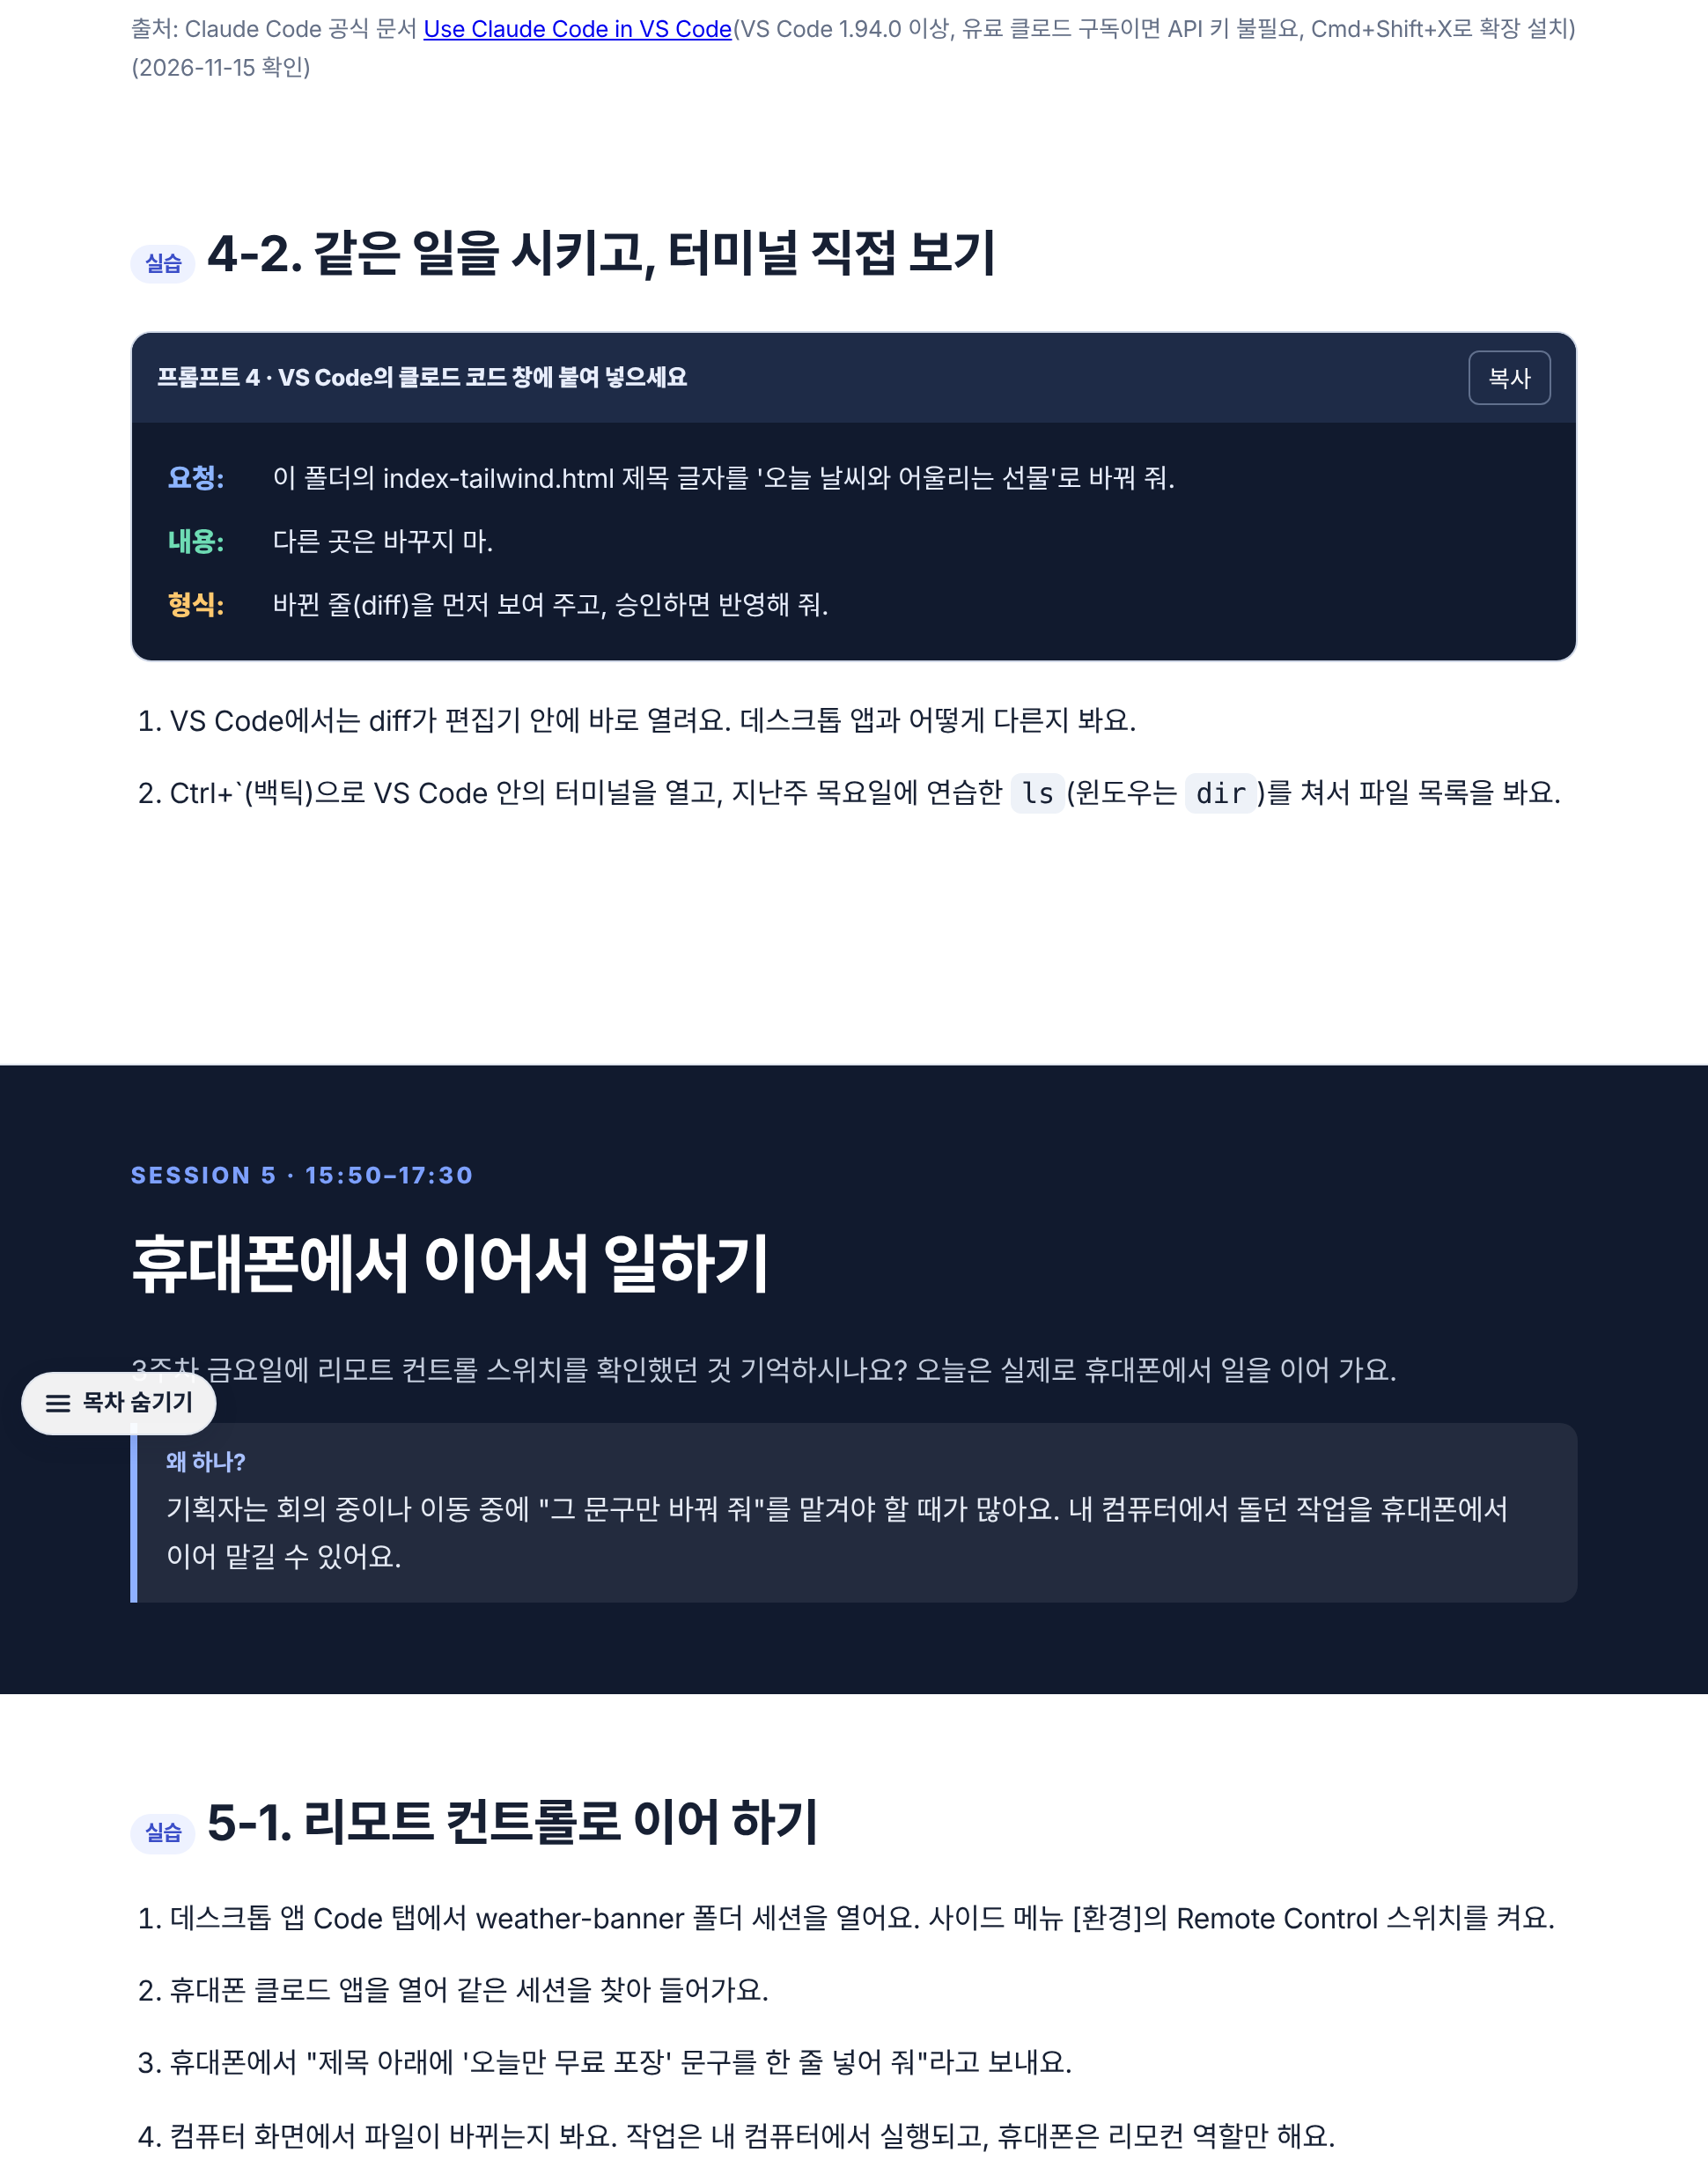 출처: Claude Code 공식 문서 Use Claude Code in VS Code(VS Code 1.94.0 이상, 유료 클로드 구독이면 API 키 불필요, Cmd+Shift+X로 확장 설치)
(2026-11-15 확인)
실습 4-2. 같은 일을 시키고, 터미널 직접 보기
프롬프트 4 · VS Code의 클로드 코드 창에 붙여 넣으세요 복사
요청: 이 폴더의 index-tailwind.html 제목 글자를 '오늘 날씨와 어울리는 선물'로 바꿔 줘.
내용: 다른 곳은 바꾸지 마.
형식: 바뀐 줄(diff)을 먼저 보여 주고, 승인하면 반영해 줘.
1. VS Code에서는 diff가 편집기 안에 바로 열려요. 데스크톱 앱과 어떻게 다른지 봐요.
2. Ctrl+`(백틱)으로 VS Code 안의 터미널을 열고, 지난주 목요일에 연습한 ls(윈도우는 dir)를 쳐서 파일 목록을 봐요.
SESSION 5 · 15:50–17:30
휴대폰에서 이어서 일하기
3주차 금요일에 리모트 컨트롤 스위치를 확인했던 것 기억하시나요? 오늘은 실제로 휴대폰에서 일을 이어 가요.
목차 숨기기
왜 하나?
기획자는 회의 중이나 이동 중에 "그 문구만 바꿔 줘"를 맡겨야 할 때가 많아요. 내 컴퓨터에서 돌던 작업을 휴대폰에서
이어 맡길 수 있어요.
실습 5-1. 리모트 컨트롤로 이어 하기
1. 데스크톱 앱 Code 탭에서 weather-banner 폴더 세션을 열어요. 사이드 메뉴 [환경]의 Remote Control 스위치를 켜요.
2. 휴대폰 클로드 앱을 열어 같은 세션을 찾아 들어가요.
3. 휴대폰에서 "제목 아래에 '오늘만 무료 포장' 문구를 한 줄 넣어 줘"라고 보내요.
4. 컴퓨터 화면에서 파일이 바뀌는지 봐요. 작업은 내 컴퓨터에서 실행되고, 휴대폰은 리모컨 역할만 해요.